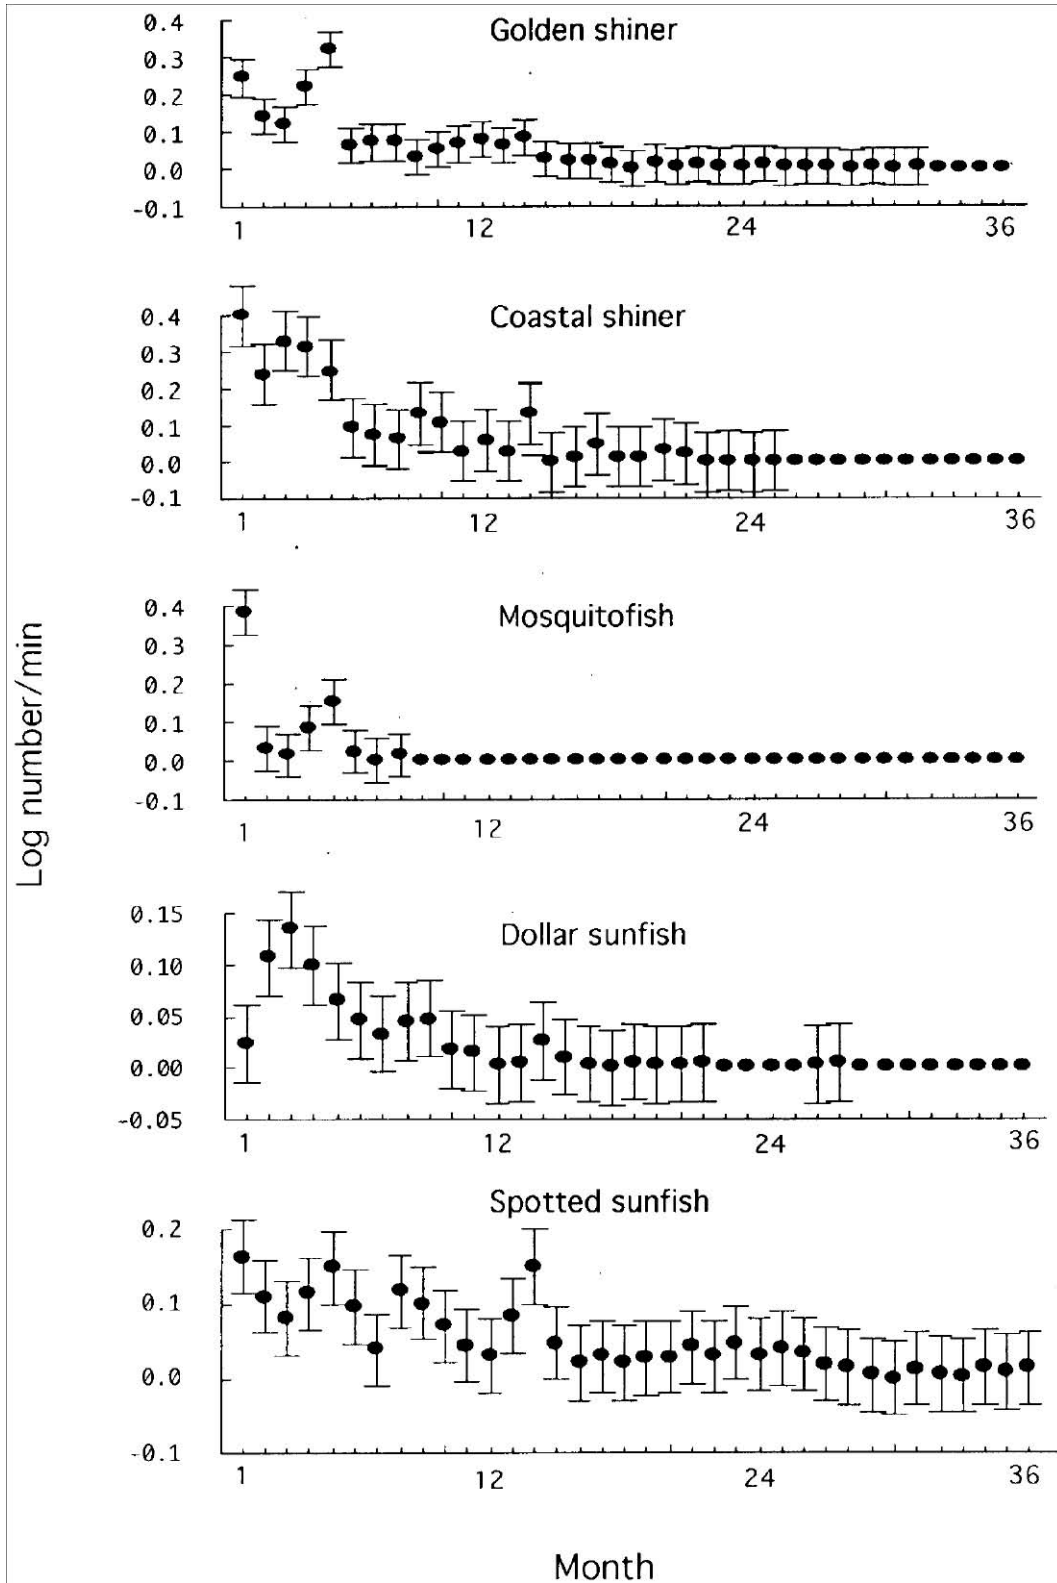 Log number/min
Golden shiner
0.4
0.3
0.2
0.1
0.0
-0.1
1 12 24 36
Coastal shiner
0.4
0.3
0.2
0.1
0.0
-0.1
1 12 24 36
Mosquitofish
0.4
0.3
0.2
0.1
0.0
-0.1
1 12 24 36
Dollar sunfish
0.15
0.10
0.05
0.00
-0.05
1 12 24 36
Spotted sunfish
0.2
0.1
0.0
-0.1
1 12 24 36
Month